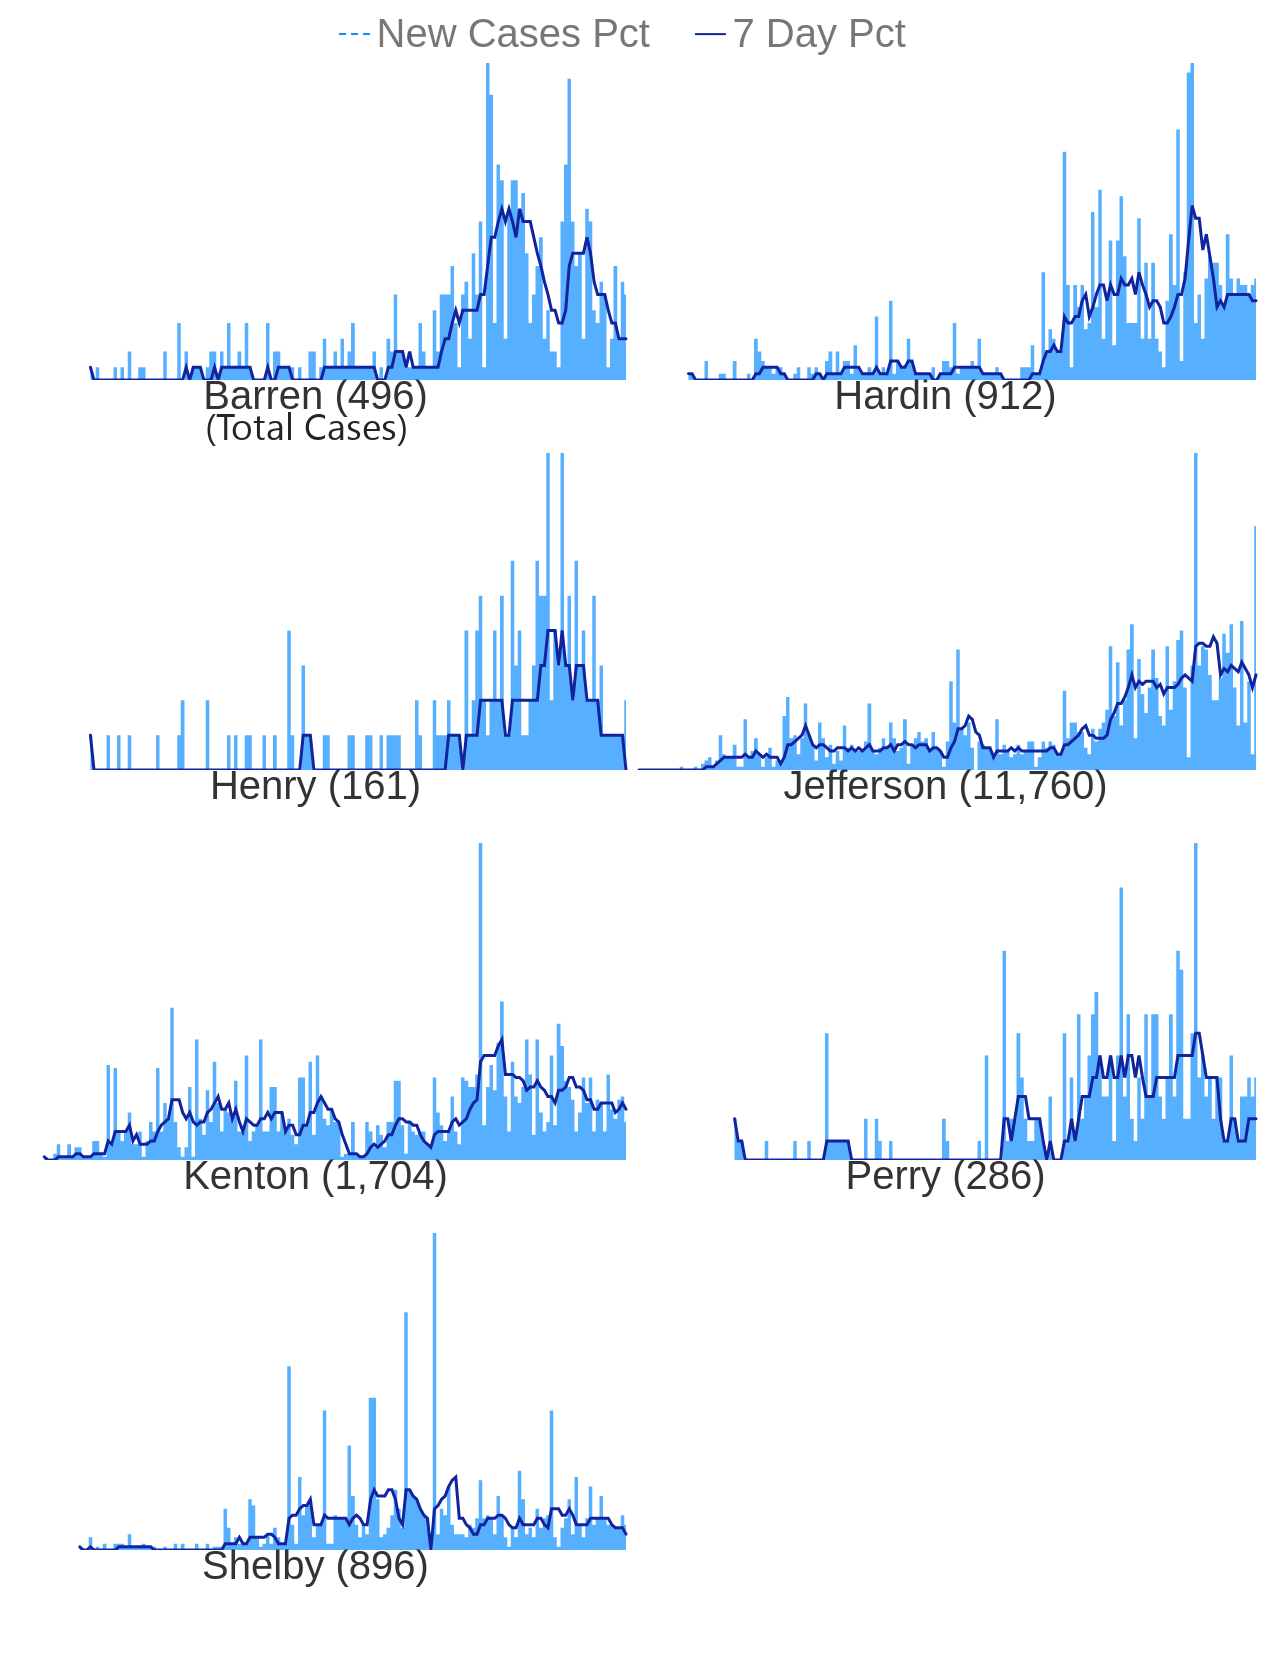 New Cases Pct 7 Day Pct
Barren (496)
(Total Cases)
Hardin (912)
Henry (161)
Jefferson (11,760)
Kenton (1,704)
Perry (286)
Shelby (896)